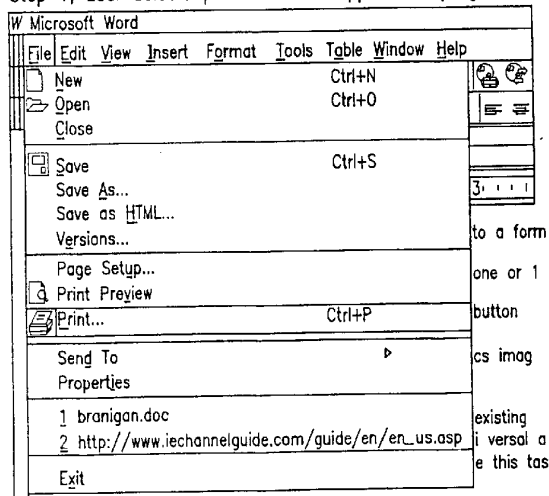 W Microsoft Word
File Edit View Insert Format Tools Table Window Help
New Ctrl+N
Open Ctrl+O
Close
Save Ctrl+S
Save As...
Save as HTML...
3
Versions...
to a form
Page Setup...
one or 1
Print Preview
Print... Ctrl+P
button
Send To
cs imag
Properties
1 branigan.doc
existing
2 http://www.iechannelguide.com/guide/en/en_us.asp
i versal a
e this tas
Exit